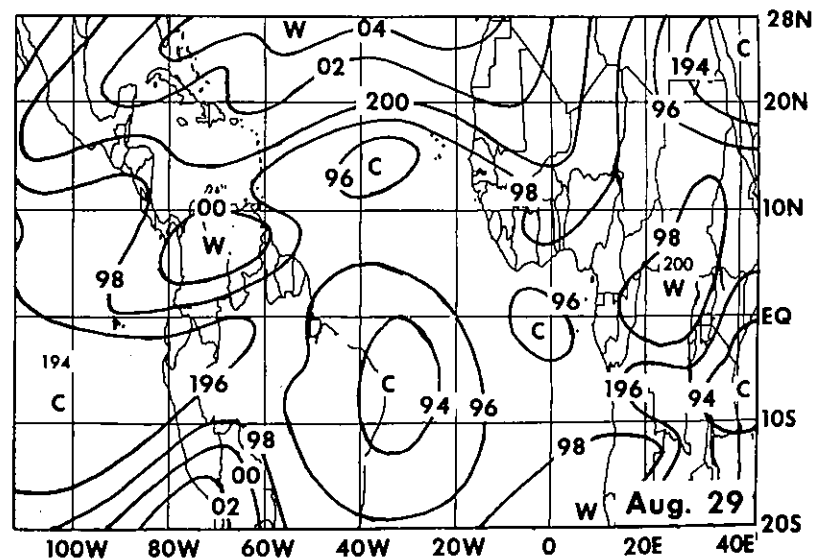 W 04 28N
C
02 194
200 96 20N
C
96 98
00 10N
W 98
98 200
W
96 EQ
C
194
196 C 196 C
C 94 96 94
10S
98 98
00
02 W Aug. 29 20S
100W 80W 60W 40W 20W 0 20E 40E